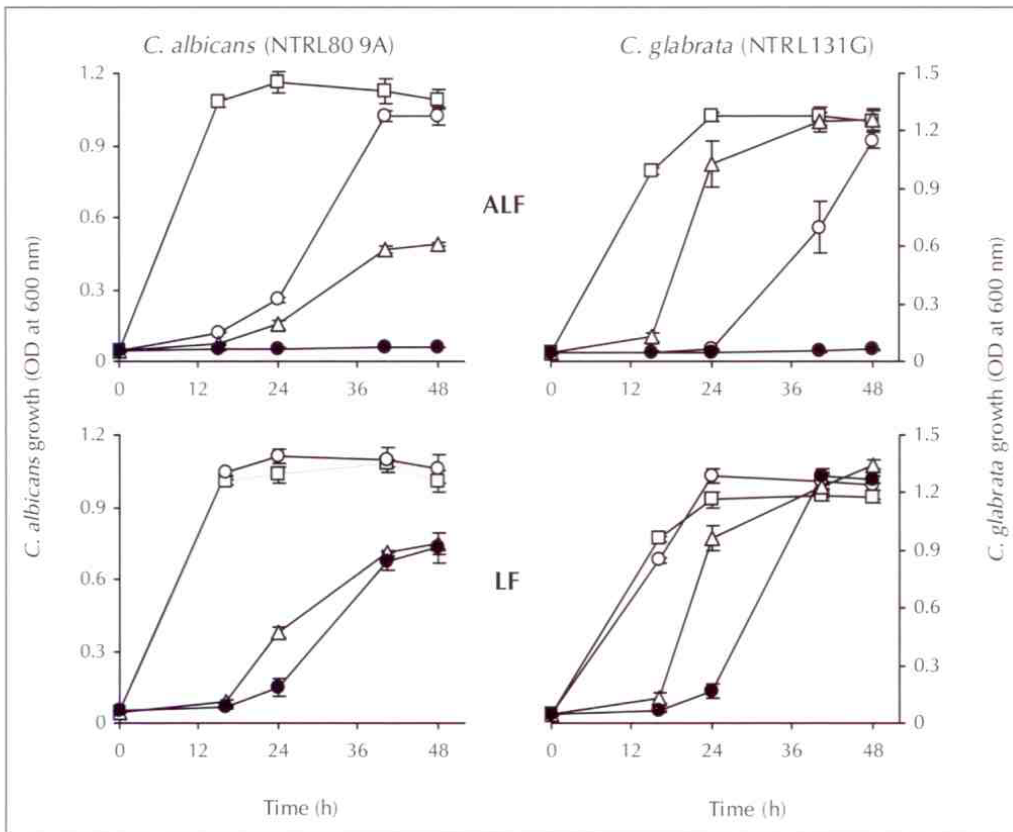 C. albicans (NTRL80 9A)
C. glabrata (NTRL131G)
1.2
0.9
0.6
0.3
0
0 12 24 36 48
ALF
1.5
1.2
0.9
0.6
0.3
0
0 12 24 36 48
C. albicans growth (OD at 600 nm)
C. glabrata growth (OD at 600 nm)
1.2
0.9
0.6
0.3
0
0 12 24 36 48
LF
1.5
1.2
0.9
0.6
0.3
0
0 12 24 36 48
Time (h)
Time (h)